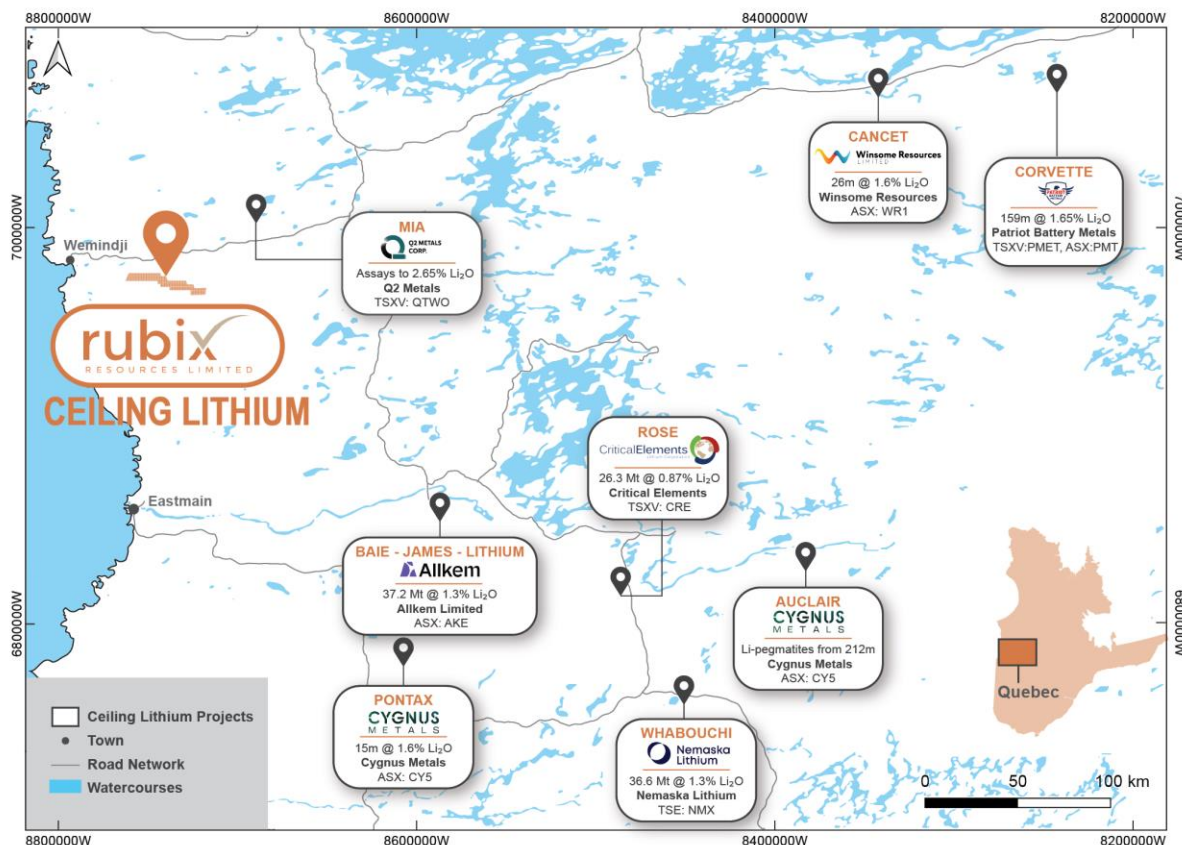 8800000W
8600000W
8400000W
8200000W
7000000W
6800000W
7000000W
6800000W
Wemindji
rubix
RESOURCES LIMITED
CEILING LITHIUM
MIA
Q2 METALS
CORP.
Assays to 2.65% Li₂O
Q2 Metals
TSXV: QTWO
CANCET
Winsome Resources
LIMITED
26m @ 1.6% Li₂O
Winsome Resources
ASX: WR1
CORVETTE
PATRIOT
159m @ 1.65% Li₂O
Patriot Battery Metals
TSXV:PMET, ASX:PMT
ROSE
CriticalElements
26.3 Mt @ 0.87% Li₂O
Critical Elements
TSXV: CRE
Eastmain
BAIE - JAMES - LITHIUM
Allkem
37.2 Mt @ 1.3% Li₂O
Allkem Limited
ASX: AKE
AUCLAIR
CYGNUS
METALS
Li-pegmatites from 212m
Cygnus Metals
ASX: CY5
PONTAX
CYGNUS
METALS
15m @ 1.6% Li₂O
Cygnus Metals
ASX: CY5
WHABOUCHI
Nemaska
Lithium
36.6 Mt @ 1.3% Li₂O
Nemaska Lithium
TSE: NMX
Quebec
Ceiling Lithium Projects
Town
Road Network
Watercourses
0 50 100 km
8800000W
8600000W
8400000W
8200000W